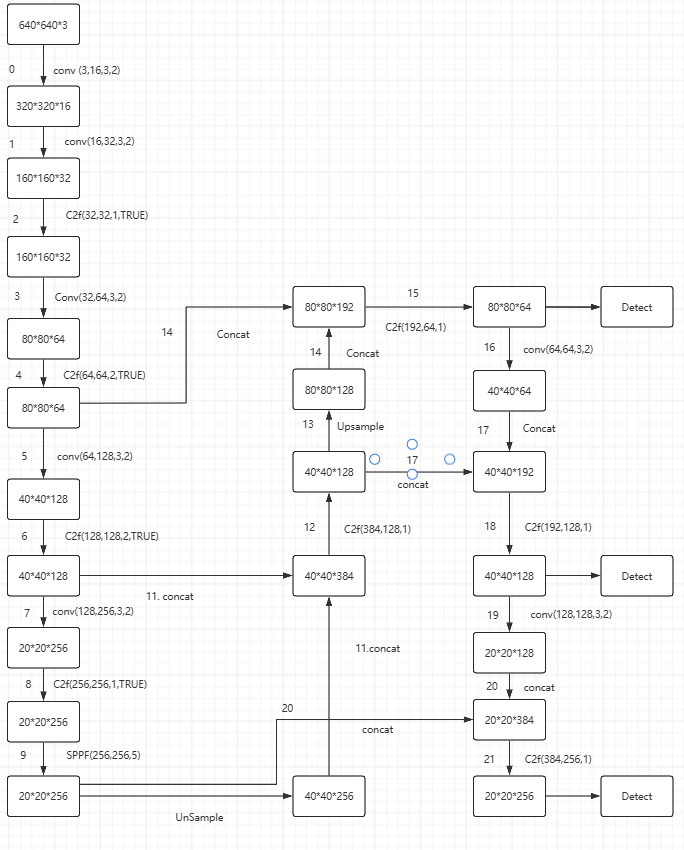 640*640*3
0
conv (3,16,3,2)
320*320*16
1
conv(16,32,3,2)
160*160*32
2
C2f(32,32,1,TRUE)
160*160*32
3
Conv(32,64,3,2)
80*80*64
4
C2f(64,64,2,TRUE)
80*80*64
5
conv(64,128,3,2)
40*40*128
6
C2f(128,128,2,TRUE)
40*40*128
7
conv(128,256,3,2)
20*20*256
8
C2f(256,256,1,TRUE)
20*20*256
9
SPPF(256,256,5)
20*20*256
UnSample
40*40*256
11.concat
11. concat
40*40*384
12
C2f(384,128,1)
40*40*128
13
Upsample
80*80*128
14
Concat
14
Concat
80*80*192
15
C2f(192,64,1)
80*80*64
Detect
16
conv(64,64,3,2)
40*40*64
17
Concat
17
concat
40*40*192
18
C2f(192,128,1)
40*40*128
Detect
19
conv(128,128,3,2)
20*20*128
20
concat
20
concat
20*20*384
21
C2f(384,256,1)
20*20*256
Detect